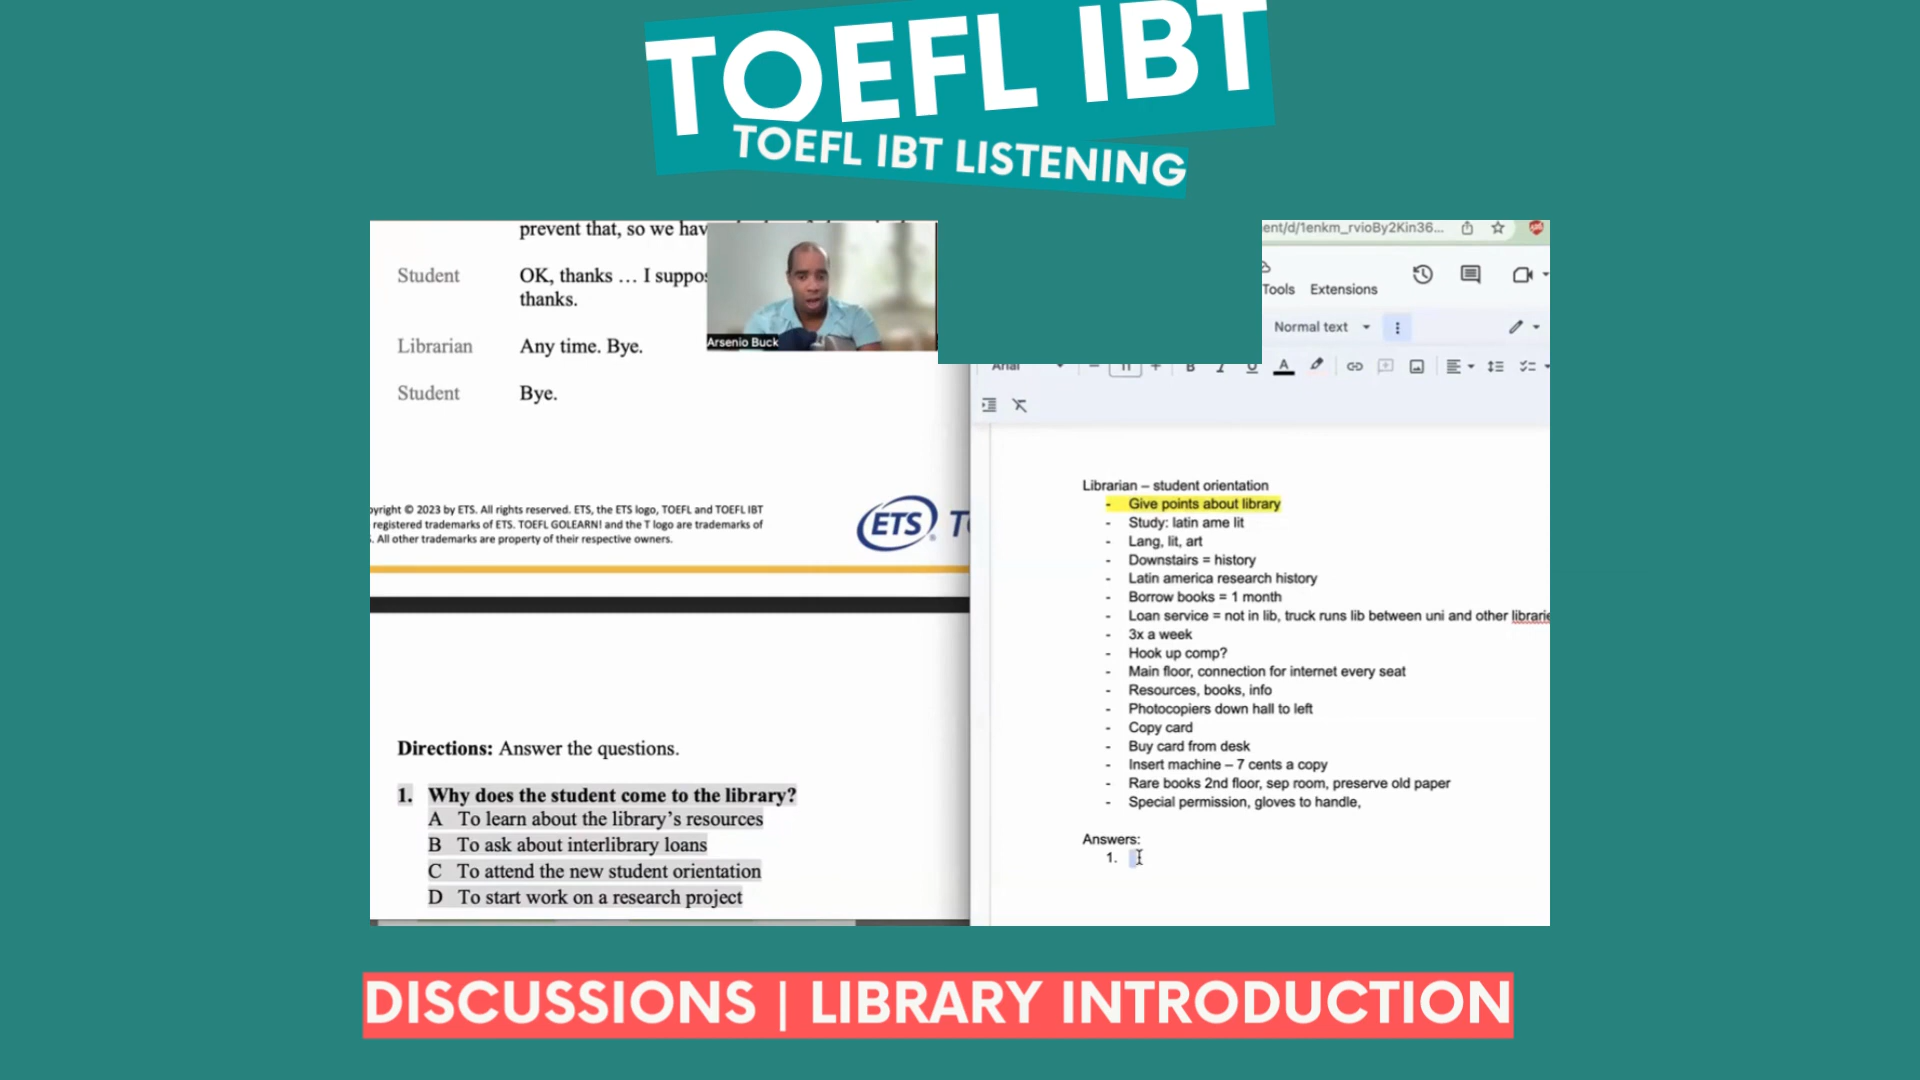 TOEFL IBT
TOEFL IBT LISTENING
prevent that, so we hav
Student OK, thanks … I suppos
thanks.
Librarian Any time. Bye.
Student Bye.
Arsenio Buck
© 2023 by ETS. All rights reserved. ETS, the ETS logo, TOEFL and TOEFL IBT
registered trademarks of ETS. TOEFL GOLEARN! and the T logo are trademarks of
All other trademarks are property of their respective owners.
ETS ® T
Directions: Answer the questions.
1. Why does the student come to the library?
A To learn about the library's resources
B To ask about interlibrary loans
C To attend the new student orientation
D To start work on a research project
ent/d/1enkm_rvioBy2Kin36...
Tools Extensions
Normal text
Arial 11 B I U A
Librarian – student orientation
- Give points about library
- Study: latin ame lit
- Lang, lit, art
- Downstairs = history
- Latin america research history
- Borrow books = 1 month
- Loan service = not in lib, truck runs lib between uni and other librarie
- 3x a week
- Hook up comp?
- Main floor, connection for internet every seat
- Resources, books, info
- Photocopiers down hall to left
- Copy card
- Buy card from desk
- Insert machine – 7 cents a copy
- Rare books 2nd floor, sep room, preserve old paper
- Special permission, gloves to handle,
Answers:
1.
DISCUSSIONS | LIBRARY INTRODUCTION